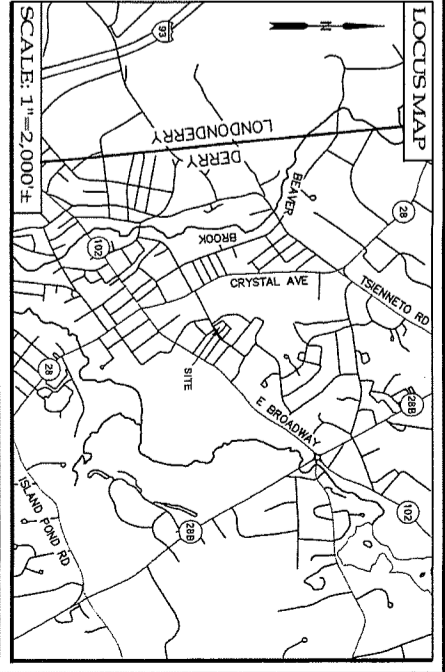 LOCUS MAP
N
93
LONDONDERRY
DERRY
BEAVER
BROOK
28
TSIENNETO RD
CRYSTAL AVE
102
SITE
E BROADWAY
28B
102
28
28B
ISLAND POND RD
SCALE: 1"=2,000'±